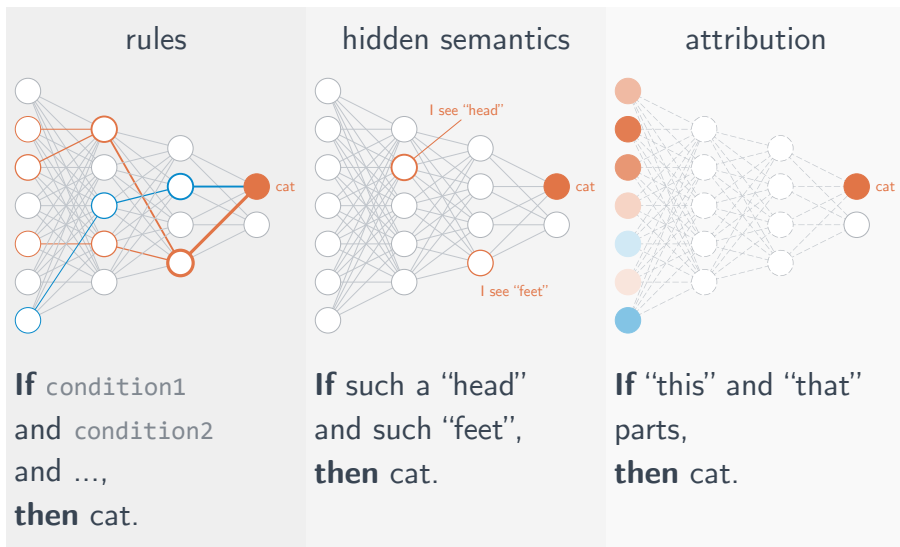 rules
cat
If condition1
and condition2
and ...,
then cat.
hidden semantics
I see “head”
cat
I see “feet”
If such a “head”
and such “feet”,
then cat.
attribution
cat
If “this” and “that”
parts,
then cat.